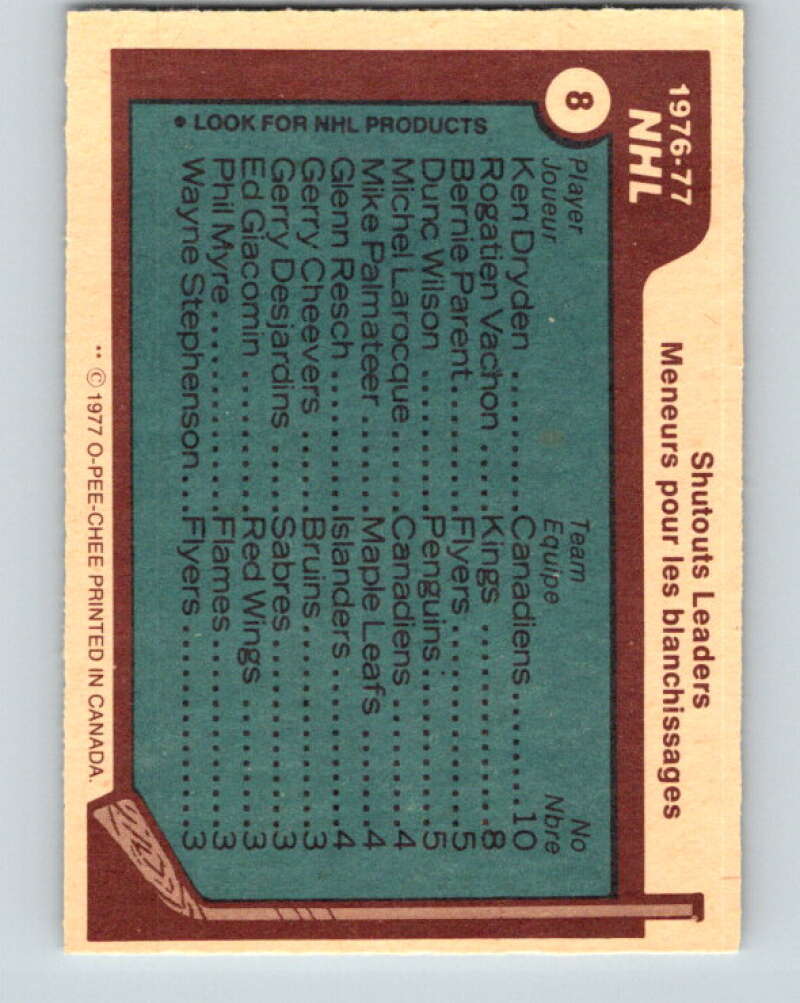 8
1976-77
NHL
Shutouts Leaders
Meneurs pour les blanchissages
Player Team No
Joueur Equipe Nbre
Ken Dryden ......... Canadiens ........ 10
Rogatien Vachon ..... Kings ............ 8
Bernie Parent ......... Flyers ............ 5
Dunc Wilson ......... Penguins ......... 5
Michel Larocque ...... Canadiens ........ 4
Mike Palmateer ....... Maple Leafs ...... 4
Glenn Resch .......... Islanders ......... 4
Gerry Cheevers ....... Bruins ............ 3
Gerry Desjardins ..... Sabres ........... 3
Ed Giacomin ......... Red Wings ........ 3
Phil Myre ............ Flames ........... 3
Wayne Stephenson ... Flyers ............ 3
• LOOK FOR NHL PRODUCTS
** © 1977 O-PEE-CHEE PRINTED IN CANADA.